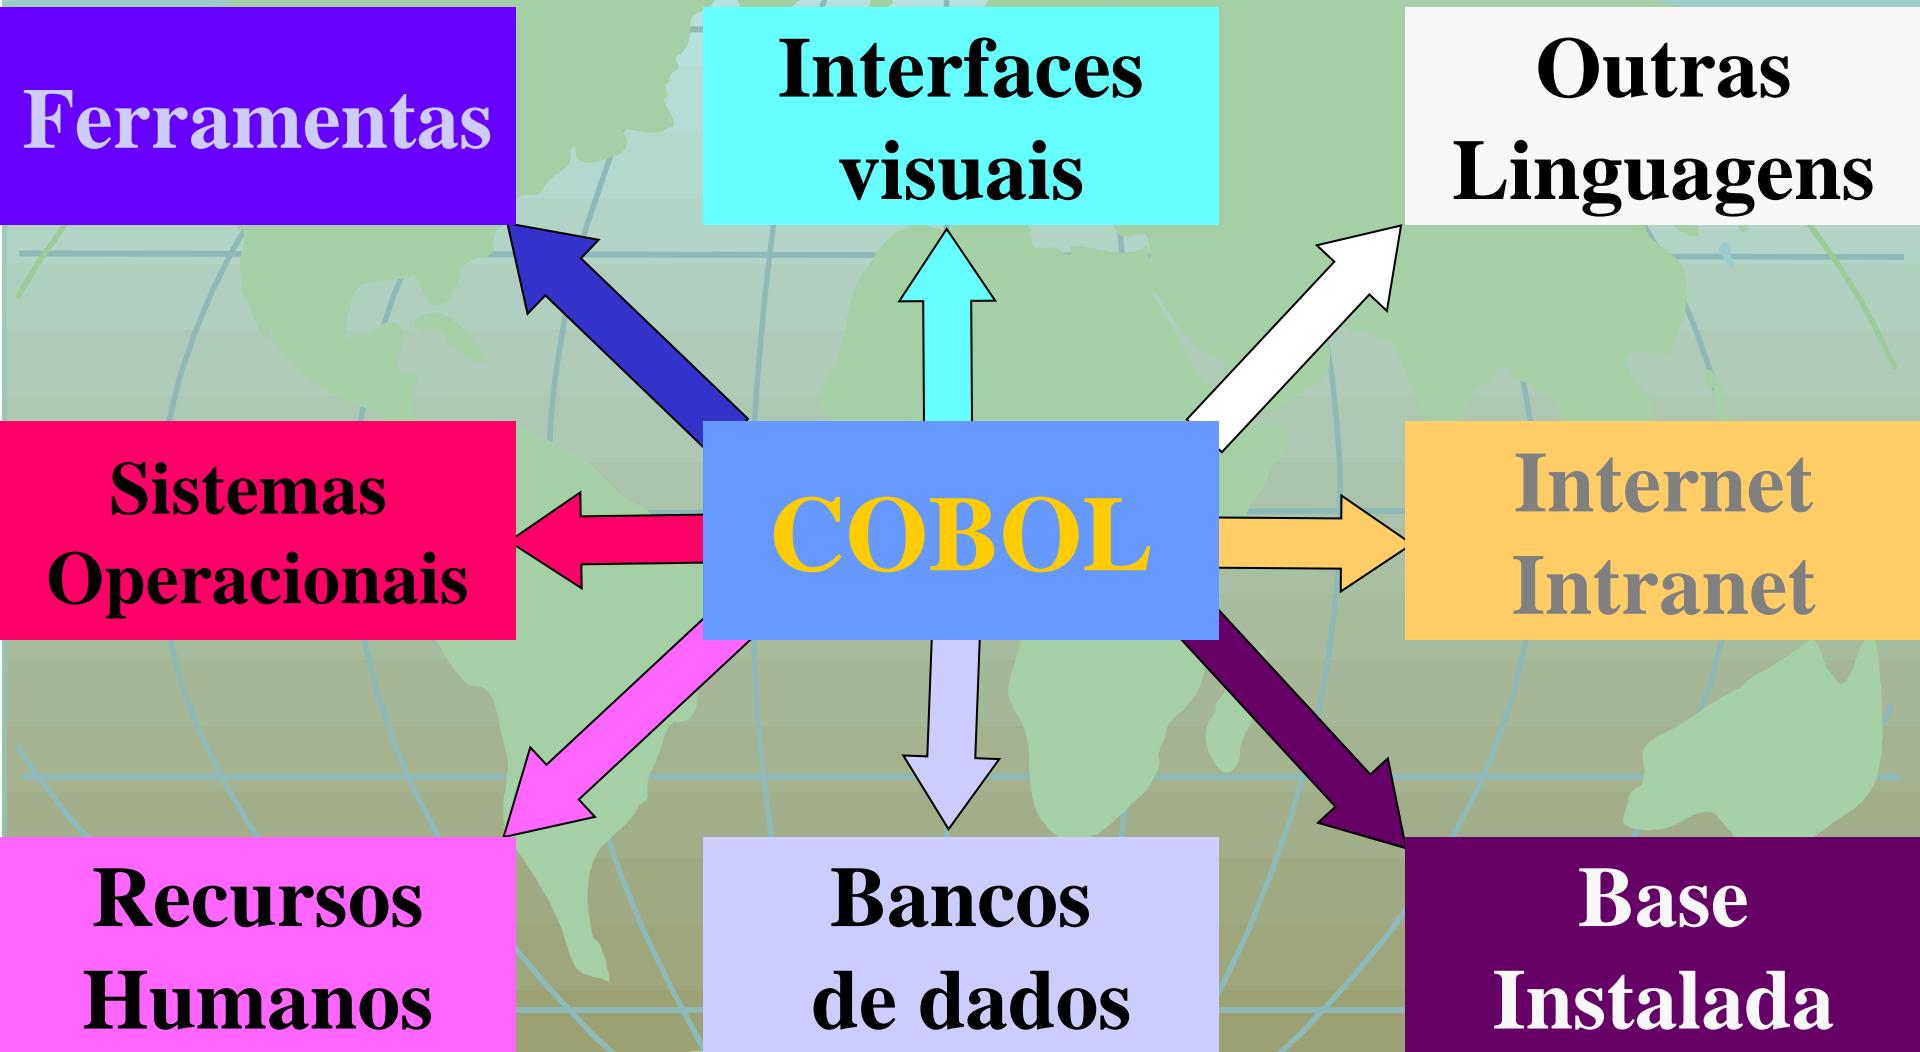 Ferramentas
Interfaces
visuais
Outras
Linguagens
Sistemas
Operacionais
COBOL
Internet
Intranet
Recursos
Humanos
Bancos
de dados
Base
Instalada